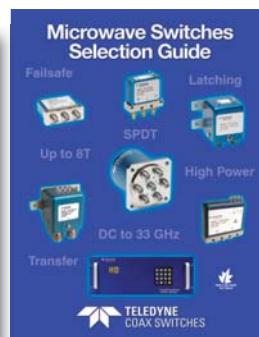 Microwave Switches
Selection Guide
Failsafe
Latching
SPDT
Up to 8T
High Power
DC to 33 GHz
Transfer
TELEDYNE
COAX SWITCHES